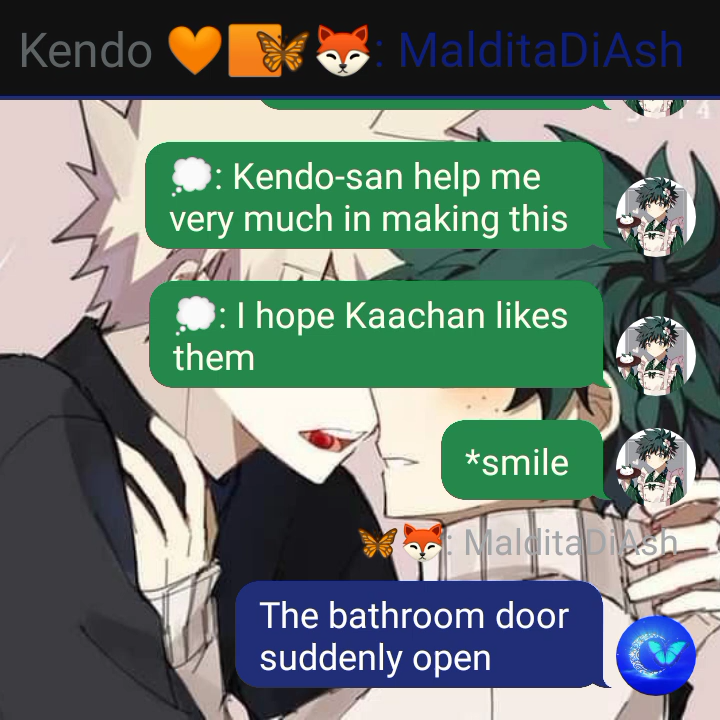 Kendo 🧡🟧🦋🦊: MalditaDiAsh
💭: Kendo-san help me
very much in making this
💭: I hope Kaachan likes
them
*smile
🦋🦊: MalditaDiAsh
The bathroom door
suddenly open